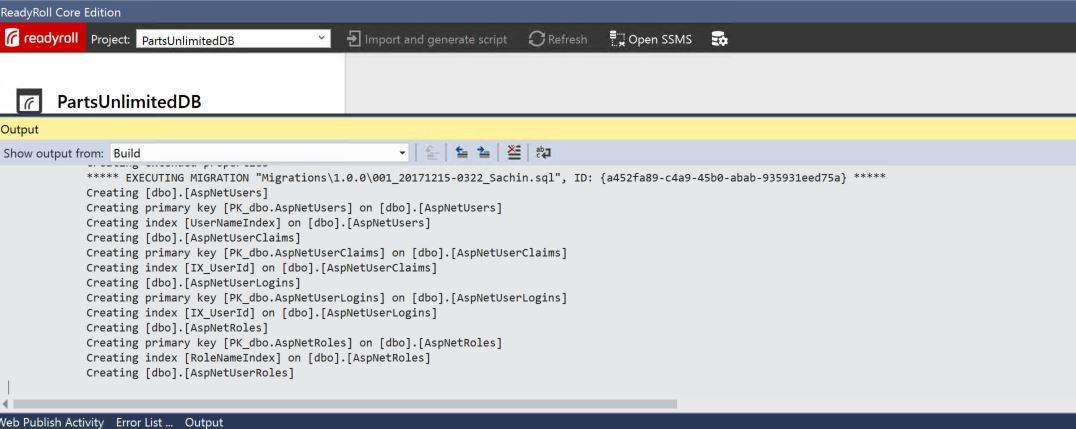 ReadyRoll Core Edition
readyroll Project: PartsUnlimitedDB Import and generate script Refresh Open SSMS
PartsUnlimitedDB
Output
Show output from: Build
Creating extended properties
***** EXECUTING MIGRATION "Migrations\1.0.0\001_20171215-0322_Sachin.sql", ID: {a452fa89-c4a9-45b0-abab-935931eed75a} *****
Creating [dbo].[AspNetUsers]
Creating primary key [PK_dbo.AspNetUsers] on [dbo].[AspNetUsers]
Creating index [UserNameIndex] on [dbo].[AspNetUsers]
Creating [dbo].[AspNetUserClaims]
Creating primary key [PK_dbo.AspNetUserClaims] on [dbo].[AspNetUserClaims]
Creating index [IX_UserId] on [dbo].[AspNetUserClaims]
Creating [dbo].[AspNetUserLogins]
Creating primary key [PK_dbo.AspNetUserLogins] on [dbo].[AspNetUserLogins]
Creating index [IX_UserId] on [dbo].[AspNetUserLogins]
Creating [dbo].[AspNetRoles]
Creating primary key [PK_dbo.AspNetRoles] on [dbo].[AspNetRoles]
Creating index [RoleNameIndex] on [dbo].[AspNetRoles]
Creating [dbo].[AspNetUserRoles]
Web Publish Activity Error List ... Output